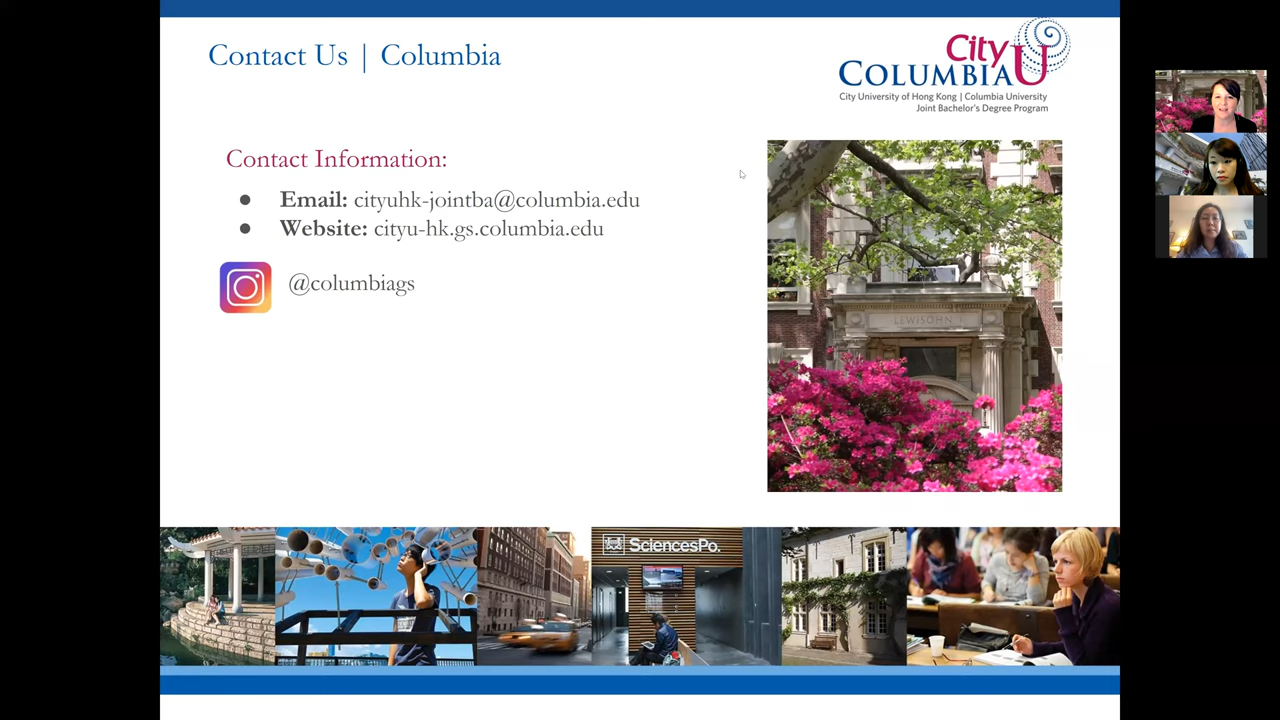 Contact Us | Columbia
City U
COLUMBIA
City University of Hong Kong | Columbia University
Joint Bachelor's Degree Program
Contact Information:
● Email: cityuhk-jointba@columbia.edu
● Website: cityu-hk.gs.columbia.edu
@columbiags
LEWISOHN
SciencesPo.